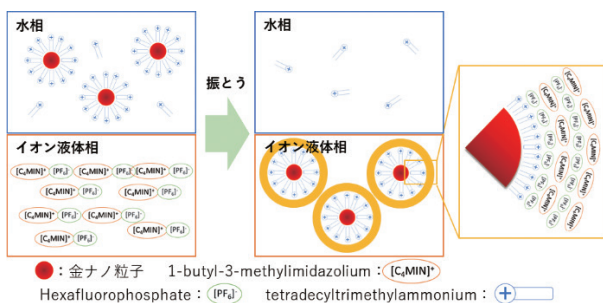 水相
水相
振とう
イオン液体相
イオン液体相
[C₄MIN]⁺ [PF₆]⁻ [C₄MIN]⁺ [PF₆]⁻ [C₄MIN]⁺ [PF₆]⁻
[C₄MIN]⁺ [PF₆]⁻ [C₄MIN]⁺ [PF₆]⁻
[C₄MIN]⁺ [PF₆]⁻ [C₄MIN]⁺ [PF₆]⁻
[C₄MIN]⁺ [PF₆]⁻ [C₄MIN]⁺ [PF₆]⁻
:金ナノ粒子 1-butyl-3-methylimidazolium:[C₄MIN]⁺
Hexafluorophosphate:[PF₆]⁻ tetradecyltrimethylammonium: